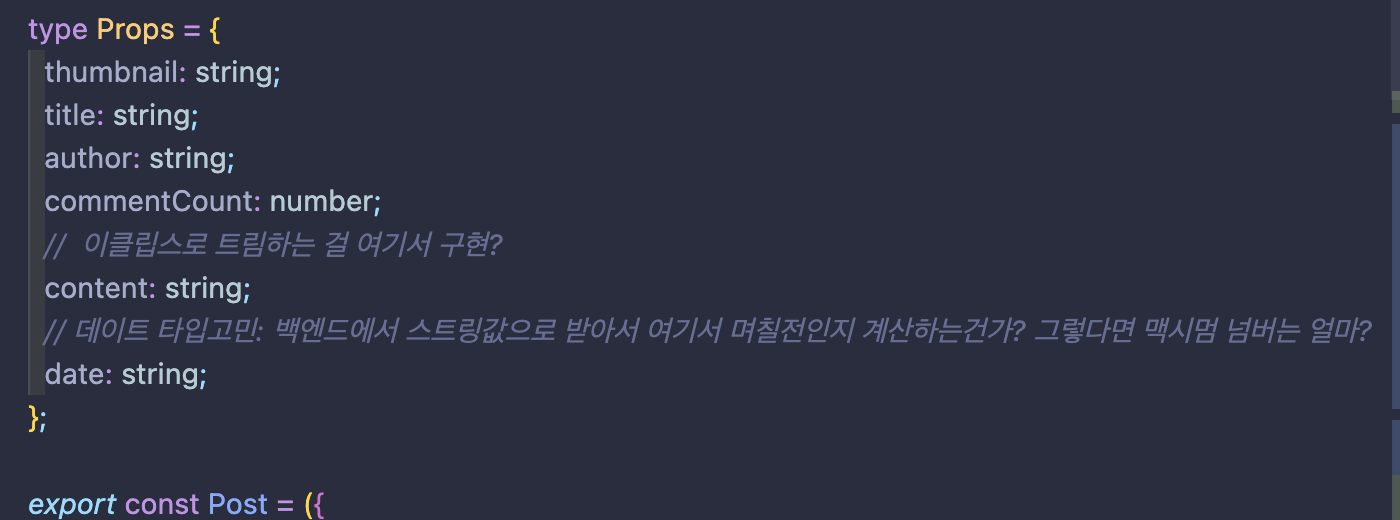 type Props = {
thumbnail: string;
title: string;
author: string;
commentCount: number;
//  이클립스로 트림하는 걸 여기서 구현?
content: string;
// 데이트 타입고민: 백엔드에서 스트링값으로 받아서 여기서 며칠전인지 계산하는건가? 그렇다면 맥시멈 넘버는 얼마?
date: string;
};
export const Post = ({